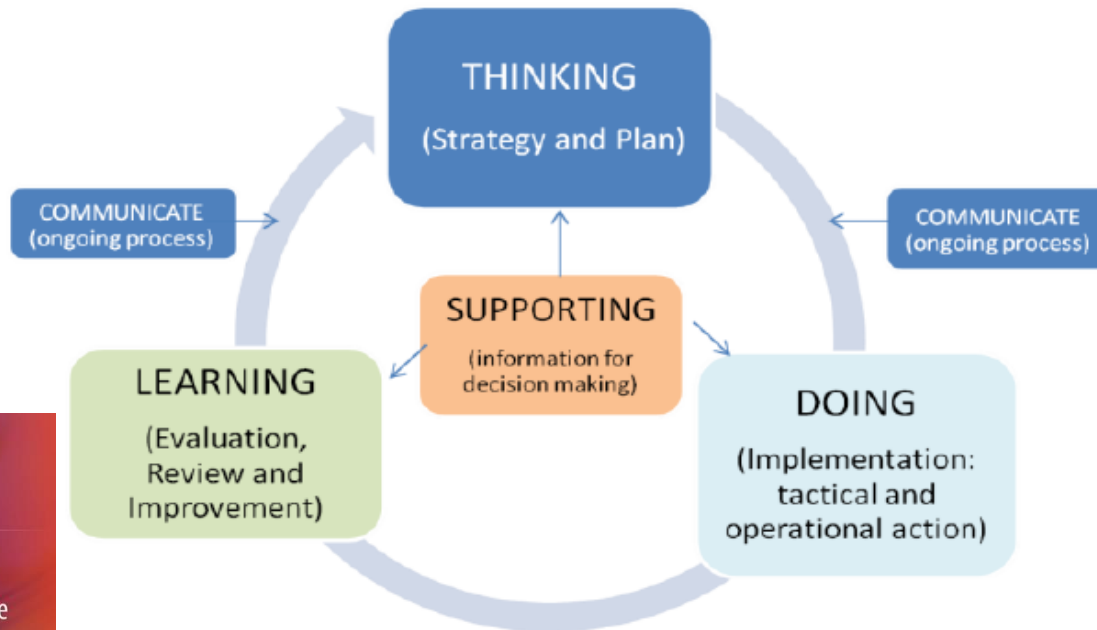 THINKING
(Strategy and Plan)
COMMUNICATE
(ongoing process)
COMMUNICATE
(ongoing process)
SUPPORTING
(information for
decision making)
LEARNING
(Evaluation,
Review and
Improvement)
DOING
(Implementation:
tactical and
operational action)